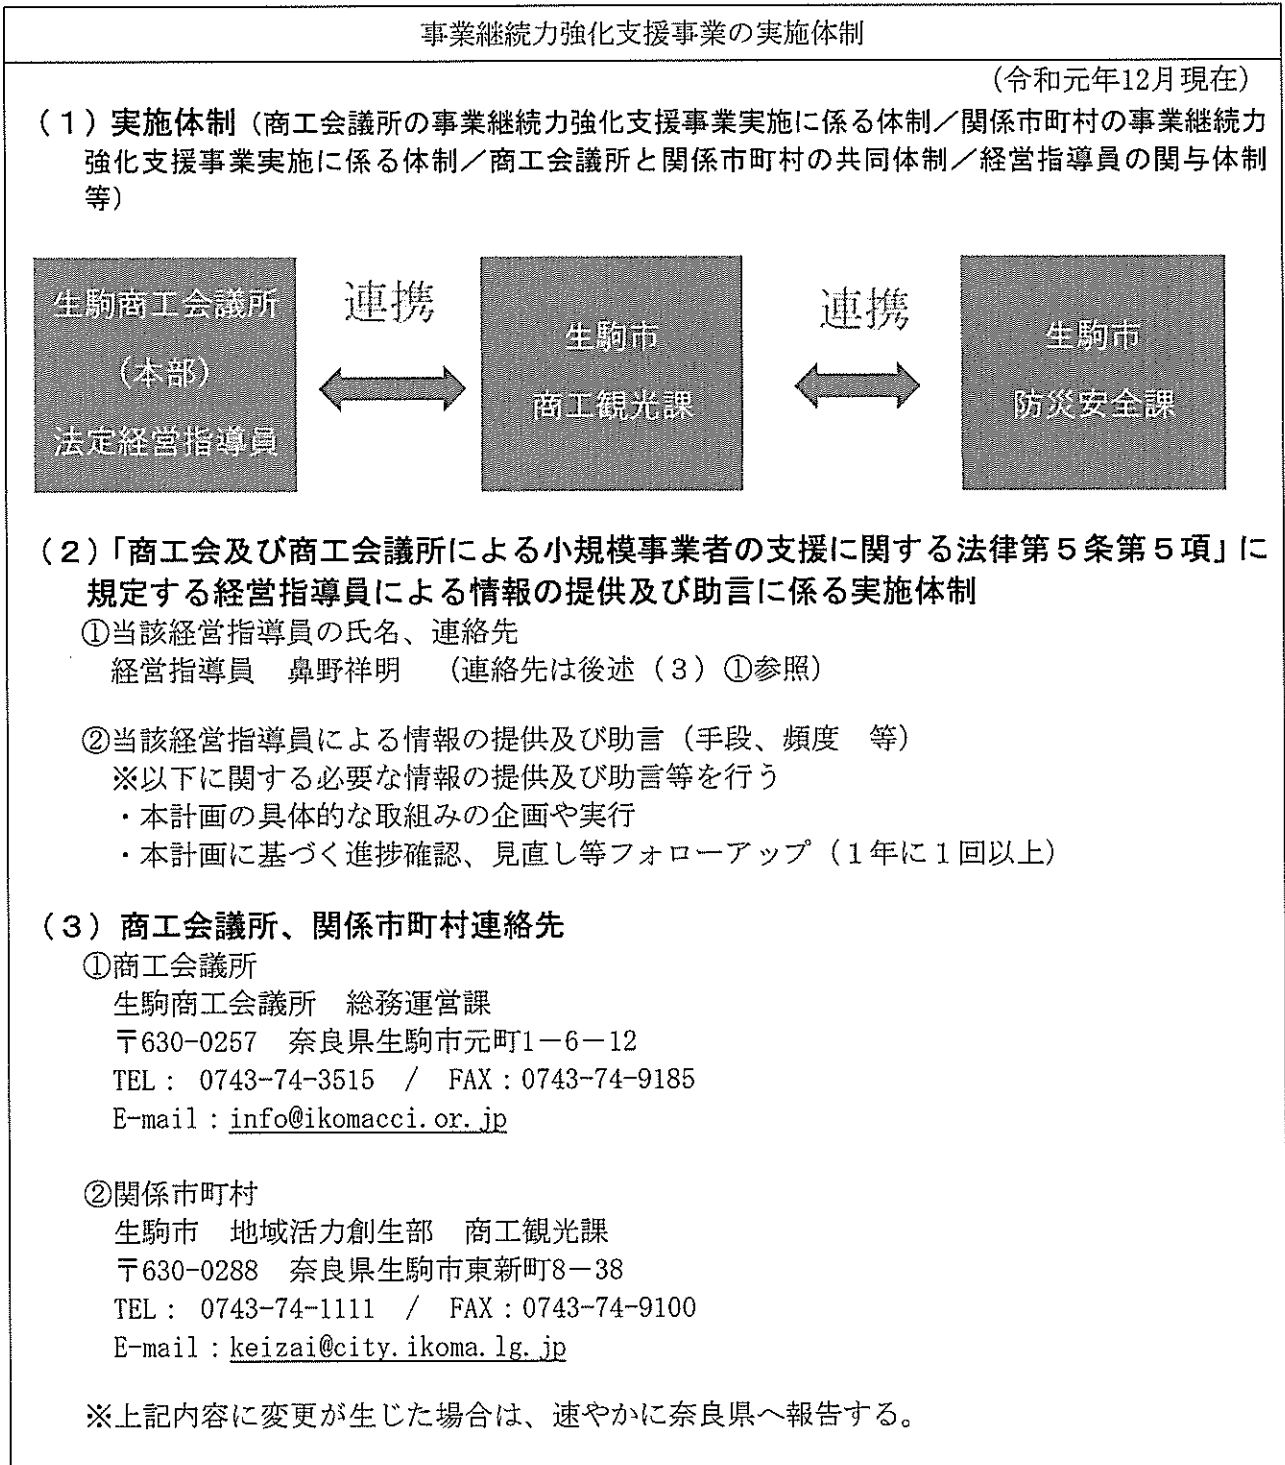 事業継続力強化支援事業の実施体制
(令和元年12月現在)
(1)実施体制(商工会議所の事業継続力強化支援事業実施に係る体制/関係市町村の事業継続力
強化支援事業実施に係る体制/商工会議所と関係市町村の共同体制/経営指導員の関与体制
等)
生駒商工会議所
(本部)
法定経営指導員
連携
生駒市
商工観光課
連携
生駒市
防災安全課
(2)「商工会及び商工会議所による小規模事業者の支援に関する法律第5条第5項」に
規定する経営指導員による情報の提供及び助言に係る実施体制
①当該経営指導員の氏名、連絡先
経営指導員 鼻野祥明 (連絡先は後述(3)①参照)
②当該経営指導員による情報の提供及び助言(手段、頻度 等)
※以下に関する必要な情報の提供及び助言等を行う
・本計画の具体的な取組みの企画や実行
・本計画に基づく進捗確認、見直し等フォローアップ(1年に1回以上)
(3)商工会議所、関係市町村連絡先
①商工会議所
生駒商工会議所 総務運営課
〒630-0257 奈良県生駒市元町1-6-12
TEL: 0743-74-3515 / FAX:0743-74-9185
E-mail:info@ikomacci.or.jp
②関係市町村
生駒市 地域活力創生部 商工観光課
〒630-0288 奈良県生駒市東新町8-38
TEL: 0743-74-1111 / FAX:0743-74-9100
E-mail:keizai@city.ikoma.lg.jp
※上記内容に変更が生じた場合は、速やかに奈良県へ報告する。